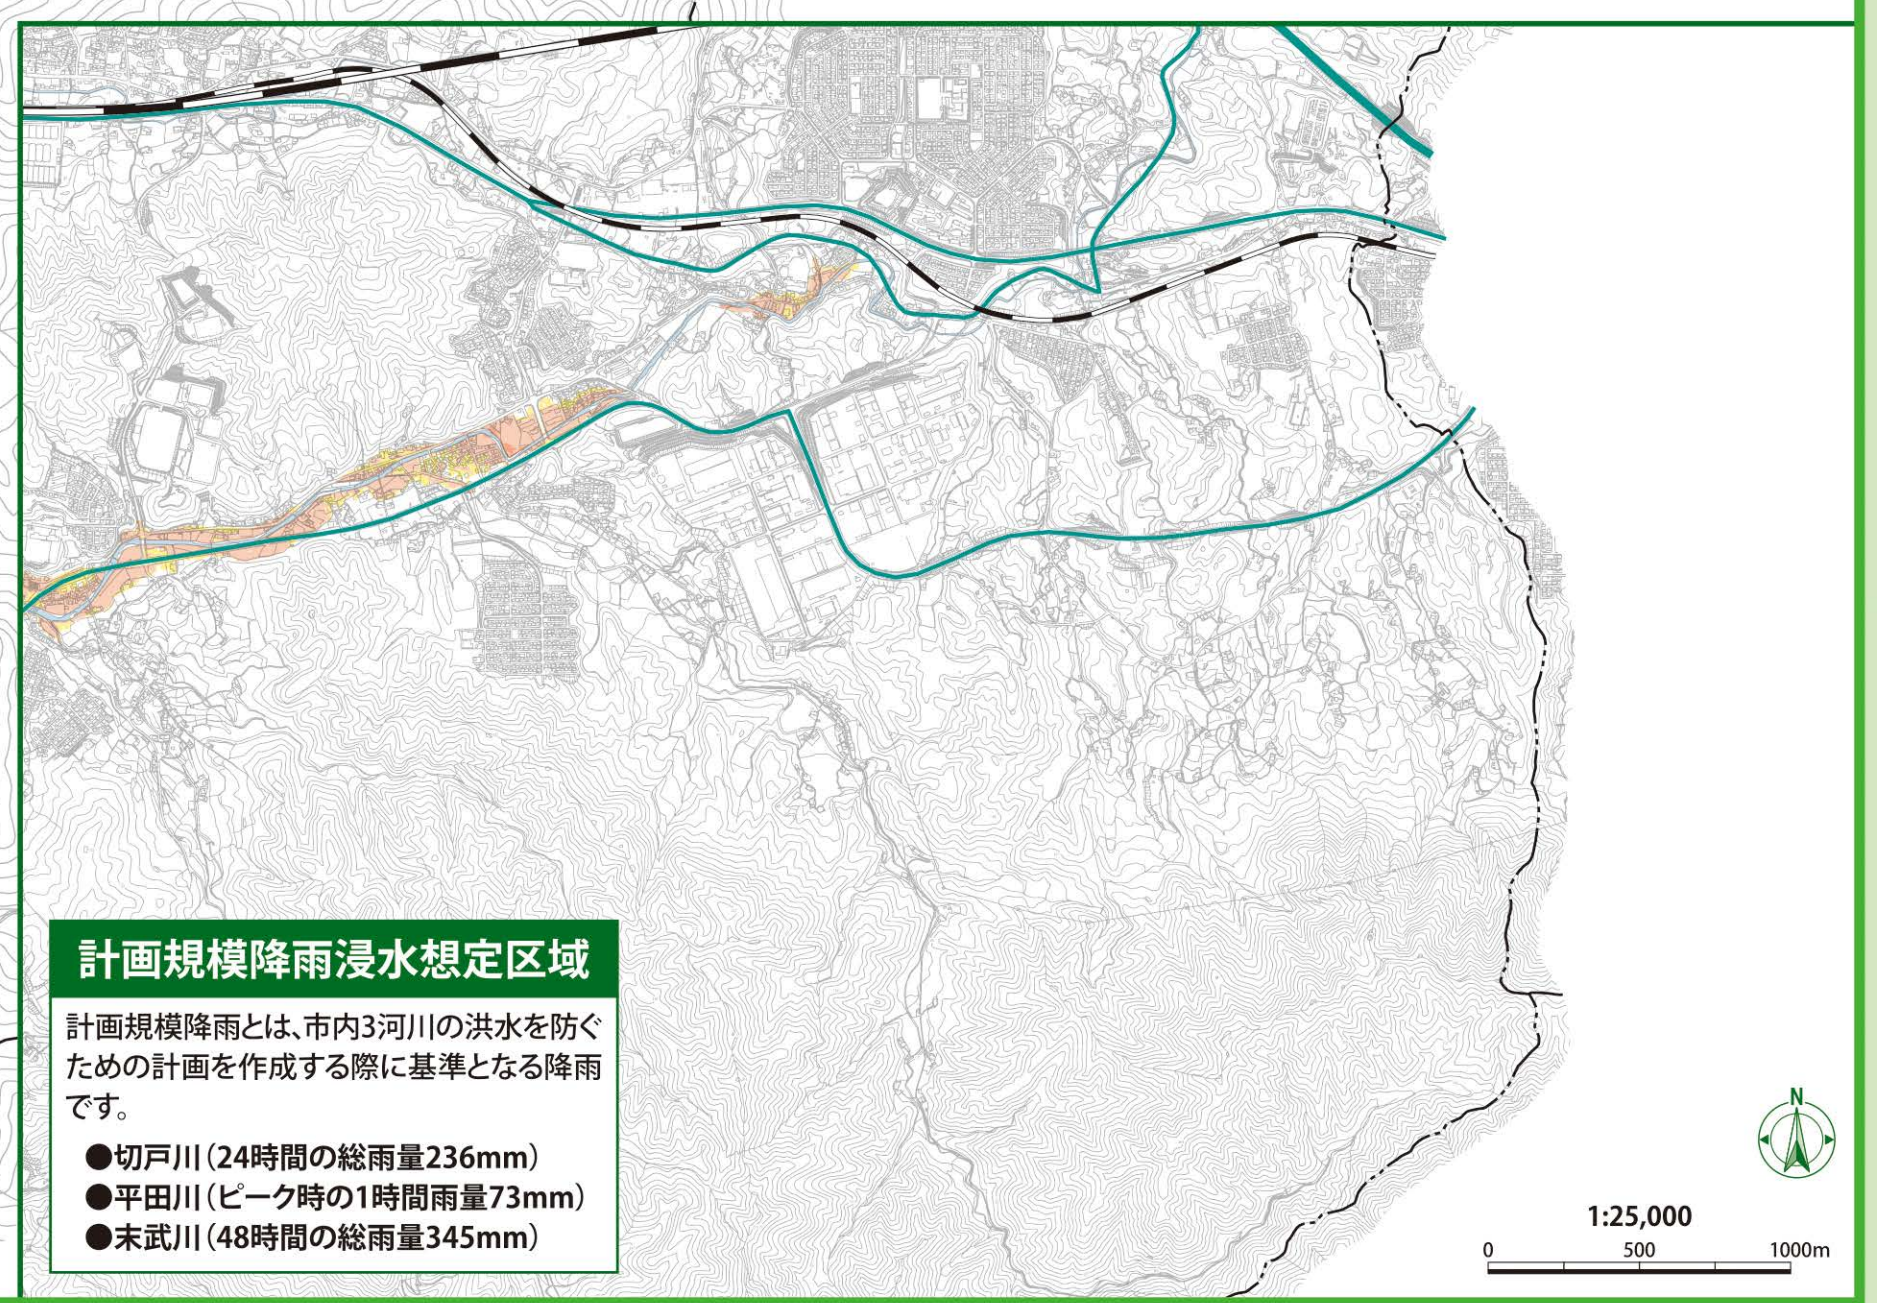 計画規模降雨浸水想定区域
計画規模降雨とは、市内3河川の洪水を防ぐ
ための計画を作成する際に基準となる降雨
です。
●切戸川（24時間の総雨量236mm）
●平田川（ピーク時の1時間雨量73mm）
●末武川（48時間の総雨量345mm）
N
1:25,000
0 500 1000m